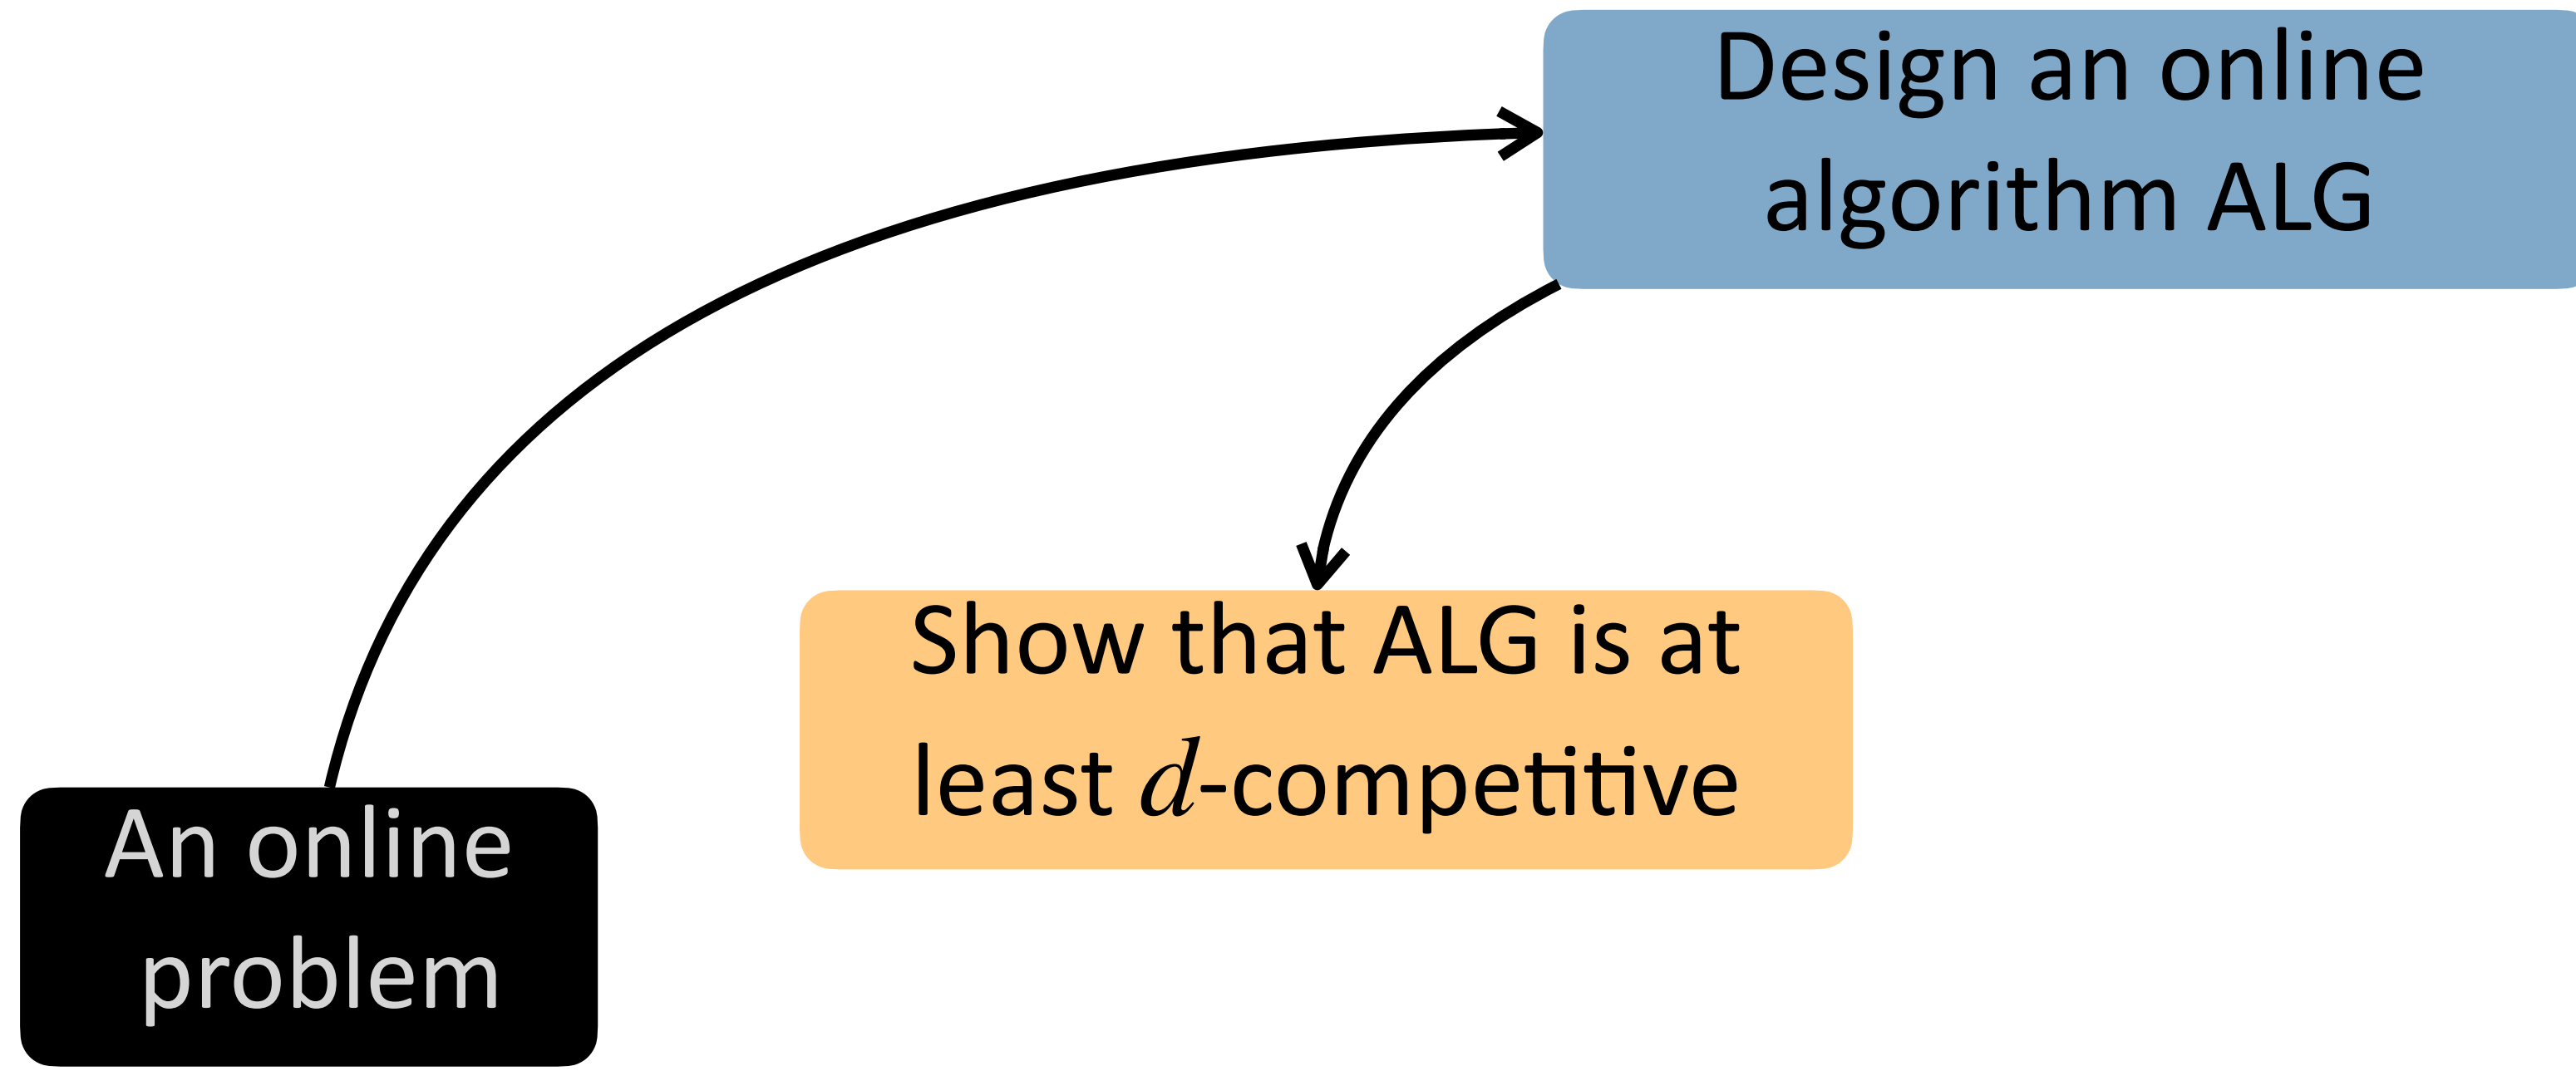 Design an online
algorithm ALG
Show that ALG is at
least d-competitive
An online
problem